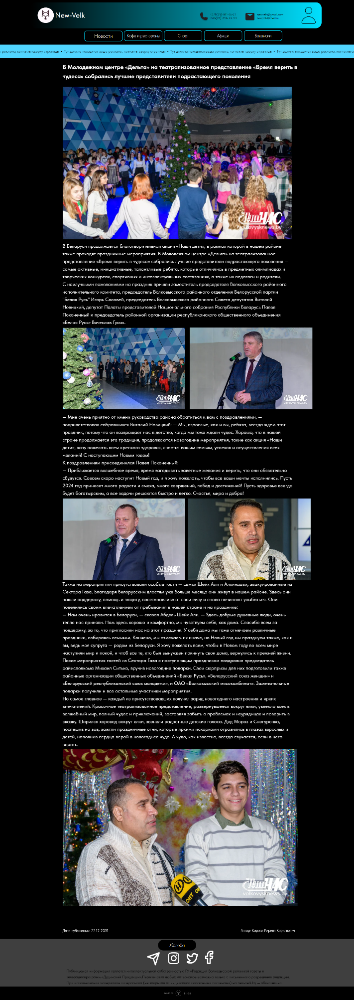 New-Velk
new.velk@gmail.com
new.velk@mail.ru
Новости
Кафе и рестораны
Спорт
Афиши
Вакансии
реклама, контакты сверху страницы • Тут должна находится ваша реклама, контакты сверху страницы • Тут должна находится ваша реклама, контакты сверху страницы • Тут должна находится ваша реклама, контакты
В Молодежном центре «Дельта» на театрализованное представление «Время верить в
чудеса» собрались лучшие представители подрастающего поколения
ЧАС
volkovysknews.by
В Беларуси продолжается благотворительная акция «Наши дети», в рамках которой в нашем районе
также проходят праздничные мероприятия. В Молодежном центре «Дельта» на театрализованное
представление «Время верить в чудеса» собрались лучшие представители подрастающего поколения —
самые активные, инициативные, талантливые ребята, которые отличились в предметных олимпиадах и
творческих конкурсах, спортивных и интеллектуальных состязаниях, а также их педагоги и родители.
С наилучшими пожеланиями на праздник пришли заместитель председателя Волковысского районного
исполнительного комитета, председатель Волковысского районного отделения Белорусской партии
"Белая Русь" Игорь Соловей, председатель Волковысского районного Совета депутатов Виталий
Новицкий, депутат Палаты представителей Национального собрания Республики Беларусь Павел
Поконечный и председатель районной организации республиканского общественного объединения
«Белая Русь» Вячеслав Гусак.
ЧАС
volkovysknews.by
ЧАС
volkovysknews.by
— Мне очень приятно от имени руководства района обратиться к вам с поздравлениями, —
поприветствовал собравшихся Виталий Новицкий: — Мы, взрослые, как и вы, ребята, всегда ждем этот
праздник, потому что он возвращает нас в детство, когда мы тоже ждали чудес. Хорошо, что в нашей
стране продолжается эта традиция, продолжаются новогодние мероприятия, такие как акция «Наши
дети», хочу пожелать всем крепкого здоровья, счастья вашим семьям, успехов и осуществления всех
желаний! С наступающим Новым годом!
К поздравлениям присоединился Павел Поконечный:
— Приближается волшебное время, время загадывать заветные желания и верить, что они обязательно
сбудутся. Совсем скоро наступит Новый год, и я хочу пожелать, чтобы все ваши мечты исполнились. Пусть
2024 год принесет много радости и смеха, много свершений, побед и достижений! Пусть здоровье всегда
будет богатырским, а все задачи решаются быстро и легко. Счастья, мира и добра!
ЧАС
volkovysknews.by
ЧАС
volkovysknews.by
Также на мероприятии присутствовали особые гости — семьи Шейх Али и Алхиндави, эвакуированные из
Сектора Газа. Благодаря белорусским властям уже больше месяца они живут в нашем районе. Здесь они
нашли поддержку, помощь и защиту, восстанавливают свои силу и снова начинают улыбаться. Они
поделились своим впечатлением от пребывания в нашей стране и на празднике:
— Нам очень нравится в Беларуси, — сказал Абдель Шейх Али. — Здесь добрые душевные люди, очень
тепло нас приняли. Нам здесь хорошо и комфортно, мы чувствуем себя, как дома. Спасибо всем за
поддержку, за то, что пригласили нас на этот праздник. У себя дома мы тоже отмечаем различные
праздники, собираясь семьями. Конечно, мы отмечаем их иначе, но Новый год мы празднуем также, как и
вы, ведь моя супруга — родом из Беларуси. Я хочу пожелать всем, чтобы в Новом году во всем мире
наступили мир и покой, и чтоб все те, кто был вынужден покинуть свои дома, вернулись к прежней жизни.
После мероприятия гостей из Сектора Газа с наступающим праздником поздравил председатель
райисполкома Михаил Ситько, вручив новогодние подарки. Свои сюрпризы для них подготовили также
районные организации общественных объединений «Белая Русь», «Белорусский союз женщин» и
«Белорусский республиканский союз молодежи», и ОАО «Волковысский мясокомбинат». Замечательные
подарки получили и все остальные участники мероприятия.
Но самое главное — каждый из присутствовавших получил заряд новогоднего настроения и ярких
впечатлений. Красочное театрализованное представление, развернувшееся вокруг елки, увлекло всех в
волшебный мир, полный чудес и приключений, заставляя забыть о проблемах и неурядицах и поверить в
сказку. Ширился хоровод вокруг елки, звенели радостные детские голоса. Дед Мороз и Снегурочка,
поспешив на зов, зажгли праздничные огни, которые яркими искорками отразились в глазах взрослых и
детей, наполнив сердца верой в новогоднее чудо. А чудо, как известно, всегда случается, если в него
верить.
ЧАС
volkovysknews.by
ОНТ
Дата публикации: 22.12.2031
Автор: Кирилл Кирила Кириллович
Жалоба
Публикуемая информация является интеллектуальной собственностью ГУ «Редакция Волковысской районной газеты и
Перепечатка любых материалов возможна только с письменного разрешения редакции.
При использовании материалов гиперссылка (не закрытая от индексации поисковыми системами) на new-velk.by — обязательна.
Made on
Tilda